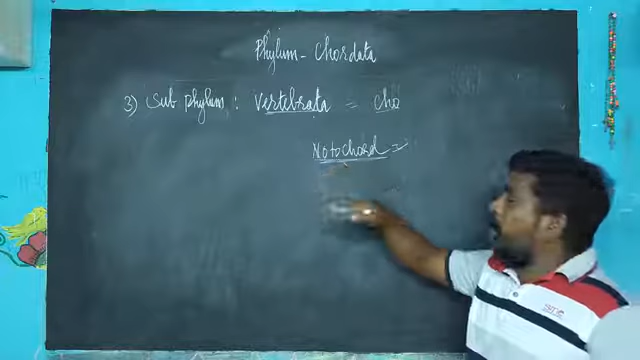 Phylum - Chordata
3) Sub phylum : Vertebrata = cho
Notochord =